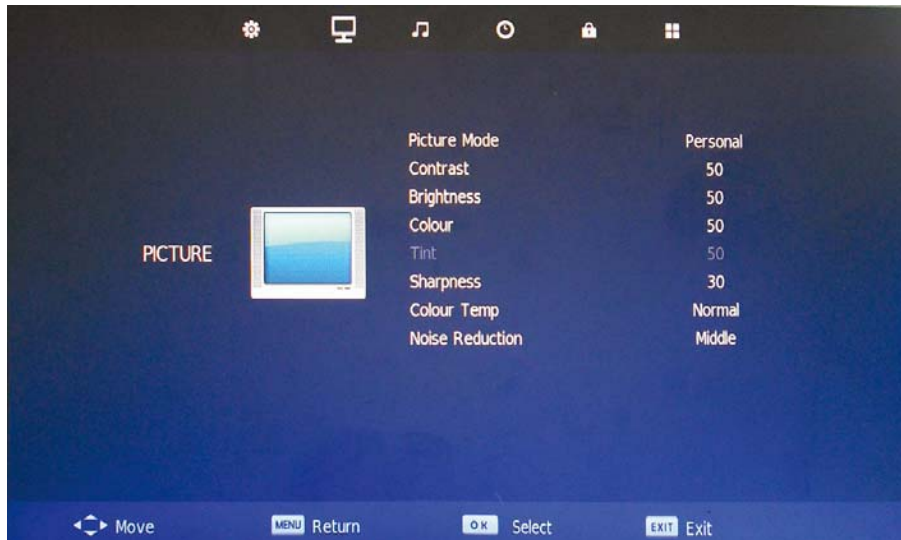 Picture Mode Personal
Contrast 50
Brightness 50
Colour 50
PICTURE
Tint 50
Sharpness 30
Colour Temp Normal
Noise Reduction Middle
Move MENU Return OK Select EXIT Exit